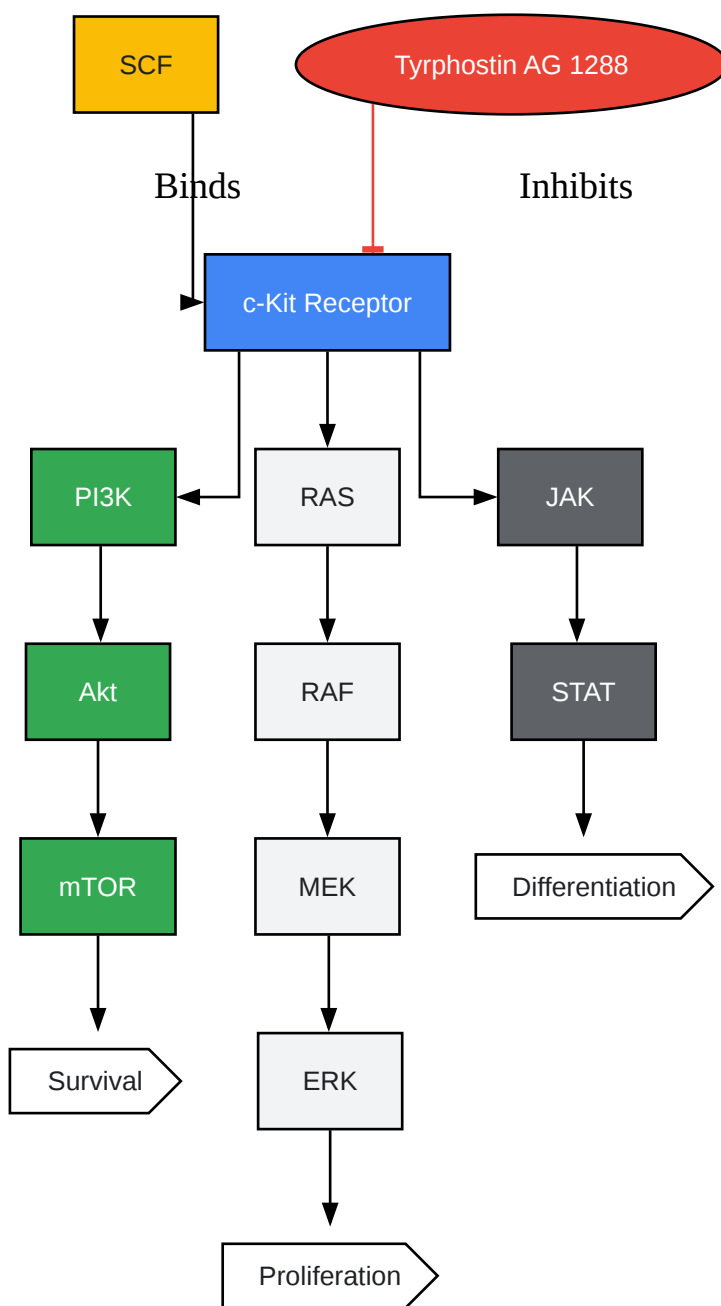 SCF
Tyrphostin AG 1288
Binds
Inhibits
c-Kit Receptor
PI3K
RAS
JAK
Akt
RAF
STAT
mTOR
MEK
Differentiation
Survival
ERK
Proliferation